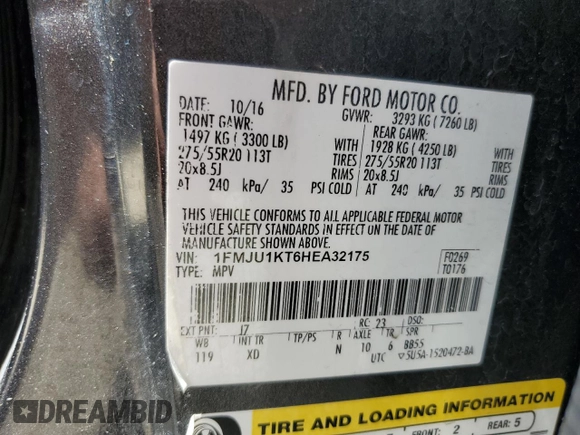 MFD. BY FORD MOTOR CO.
DATE: 10/16 GVWR: 3293 KG ( 7260 LB)
FRONT GAWR: REAR GAWR:
1497 KG ( 3300 LB) WITH 1928 KG ( 4250 LB) WITH
275/55R20 113T TIRES 275/55R20 113T TIRES
20x8.5J RIMS 20x8.5J RIMS
AT 240 kPa/ 35 PSI COLD AT 240 kPa/ 35 PSI COLD
THIS VEHICLE CONFORMS TO ALL APPLICABLE FEDERAL MOTOR
VEHICLE SAFETY STANDARDS IN EFFECT ON THE DATE OF
MANUFACTURE SHOWN ABOVE.
VIN: 1FMJU1KT6HEA32175 F0269
TYPE: MPV T0176
EXT PNT: J7 RC: 23 DSO:
WB INT TR TP/PS R AXLE TR SPR
119 XD N 10 6 BB55
UTC ▽SUSA-1520472-BA
TIRE AND LOADING INFORMATION
FRONT: 2 REAR: 5
DREAMBID